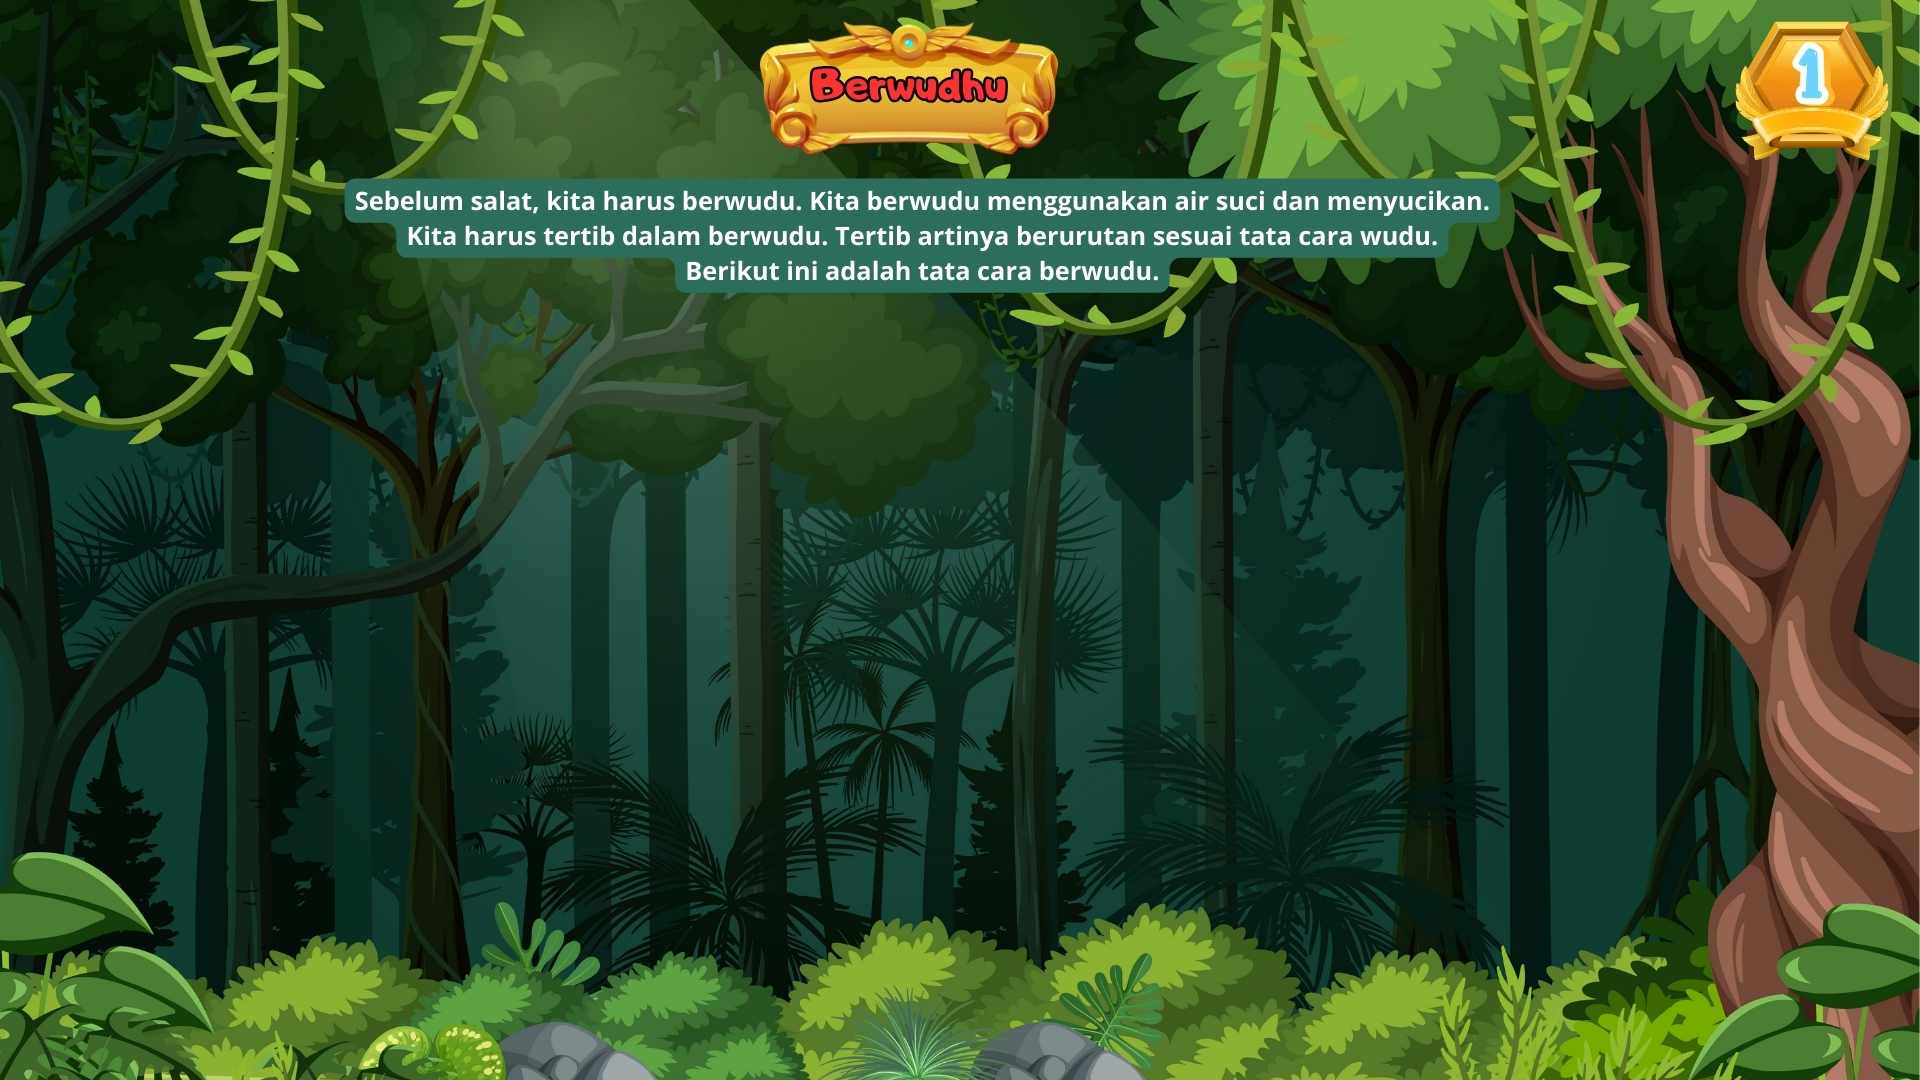 Berwudhu
1
Sebelum salat, kita harus berwudu. Kita berwudu menggunakan air suci dan menyucikan.
Kita harus tertib dalam berwudu. Tertib artinya berurutan sesuai tata cara wudu.
Berikut ini adalah tata cara berwudu.